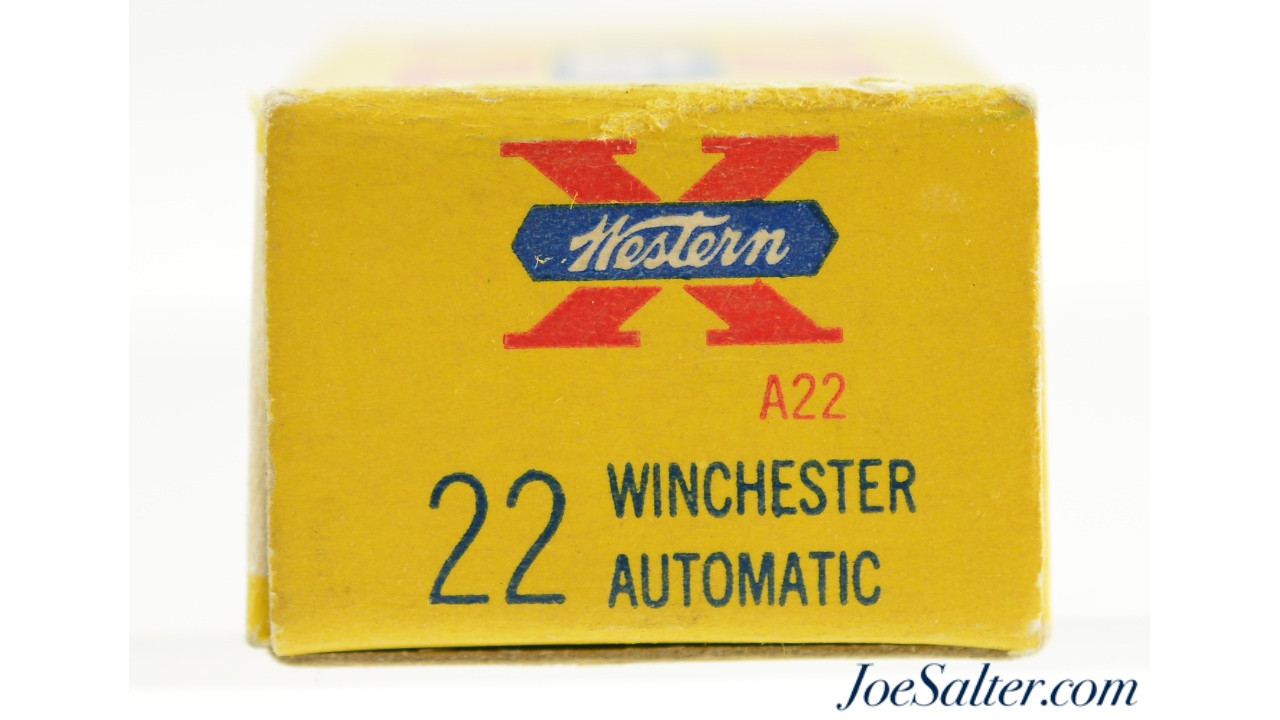 X
Western
A22
22 WINCHESTER
AUTOMATIC
JoeSalter.com